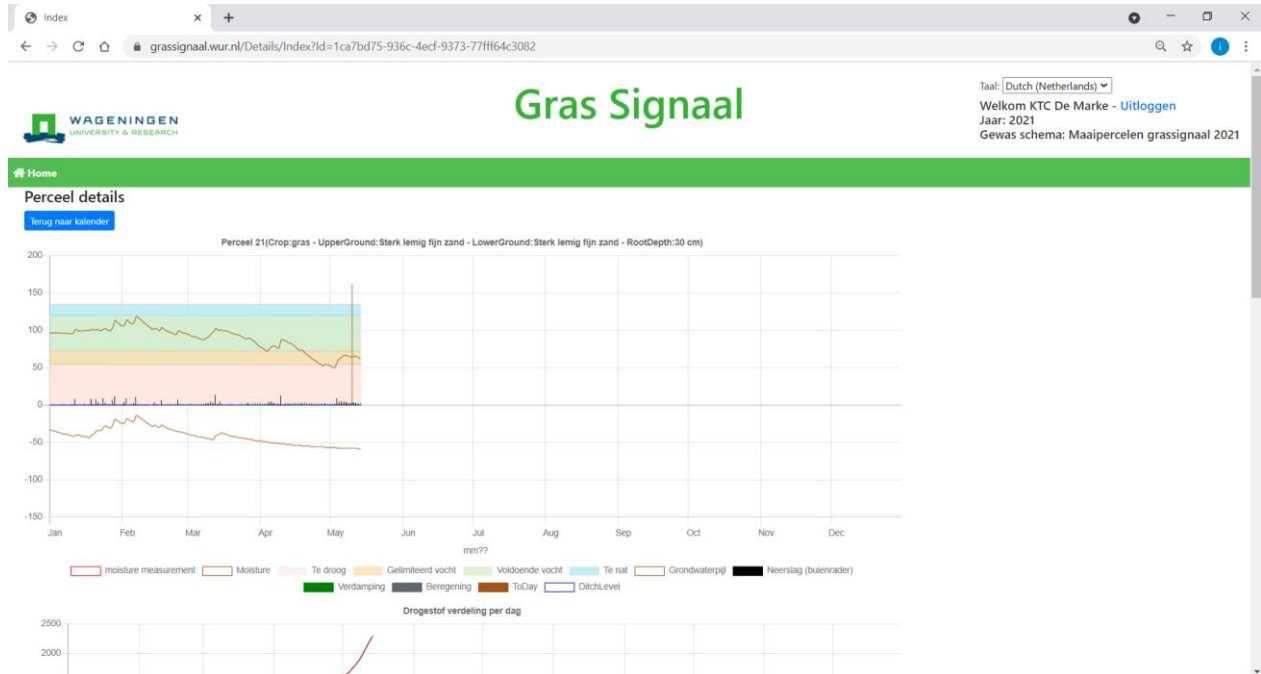 Index
grassignaal.wur.nl/Details/Index?Id=1ca7bd75-936c-4ecf-9373-77fff64c3082
i
WAGENINGEN
UNIVERSITY & RESEARCH
Gras Signaal
Taal: Dutch (Netherlands)
Welkom KTC De Marke - Uitloggen
Jaar: 2021
Gewas schema: Maaipercelen grassignaal 2021
Home
Perceel details
Terug naar kalender
Perceel 21(Crop:gras - UpperGround:Sterk lemig fijn zand - LowerGround:Sterk lemig fijn zand - RootDepth:30 cm)
200
150
100
50
0
-50
-100
-150
Jan Feb Mar Apr May Jun Jul Aug Sep Oct Nov Dec
mm??
moisture measurement Moisture Te droog Gelimiteerd vocht Voldoende vocht Te nat Grondwaterpijl Neerslag (buienrader)
Verdamping Beregening ToDay DitchLevel
Drogestof verdeling per dag
2500
2000